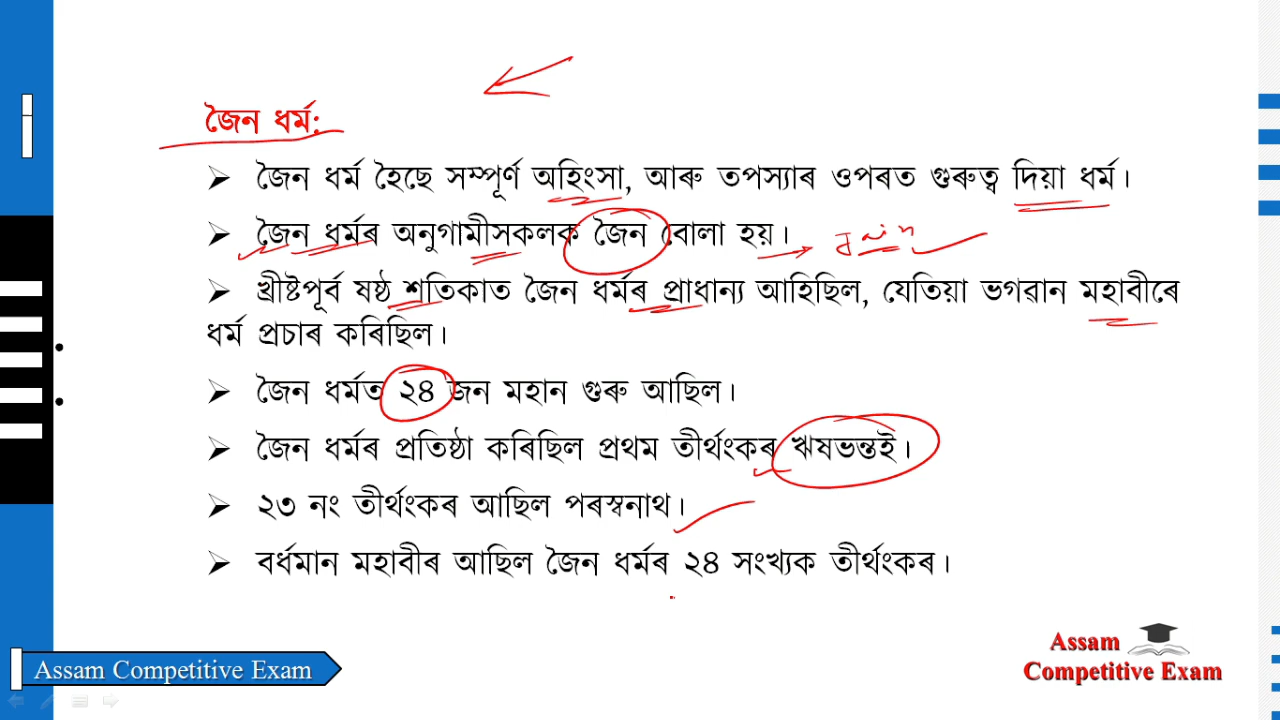 জৈন ধৰ্ম:
➢ জৈন ধৰ্ম হৈছে সম্পূৰ্ণ অহিংসা, আৰু তপস্যাৰ ওপৰত গুৰুত্ব দিয়া ধৰ্ম।
➢ জৈন ধৰ্মৰ অনুগামীসকলক জৈন বোলা হয়। Jain
➢ খ্ৰীষ্টপূৰ্ব ষষ্ঠ শতিকাত জৈন ধৰ্মৰ প্ৰাধান্য আহিছিল, যেতিয়া ভগৱান মহাবীৰে
ধৰ্ম প্ৰচাৰ কৰিছিল।
➢ জৈন ধৰ্মত ২৪ জন মহান গুৰু আছিল।
➢ জৈন ধৰ্মৰ প্ৰতিষ্ঠা কৰিছিল প্ৰথম তীৰ্থংকৰ ঋষভন্তই।
➢ ২৩ নং তীৰ্থংকৰ আছিল পৰস্বনাথ।
➢ বৰ্ধমান মহাবীৰ আছিল জৈন ধৰ্মৰ ২৪ সংখ্যক তীৰ্থংকৰ।
Assam Competitive Exam
Assam
Competitive Exam